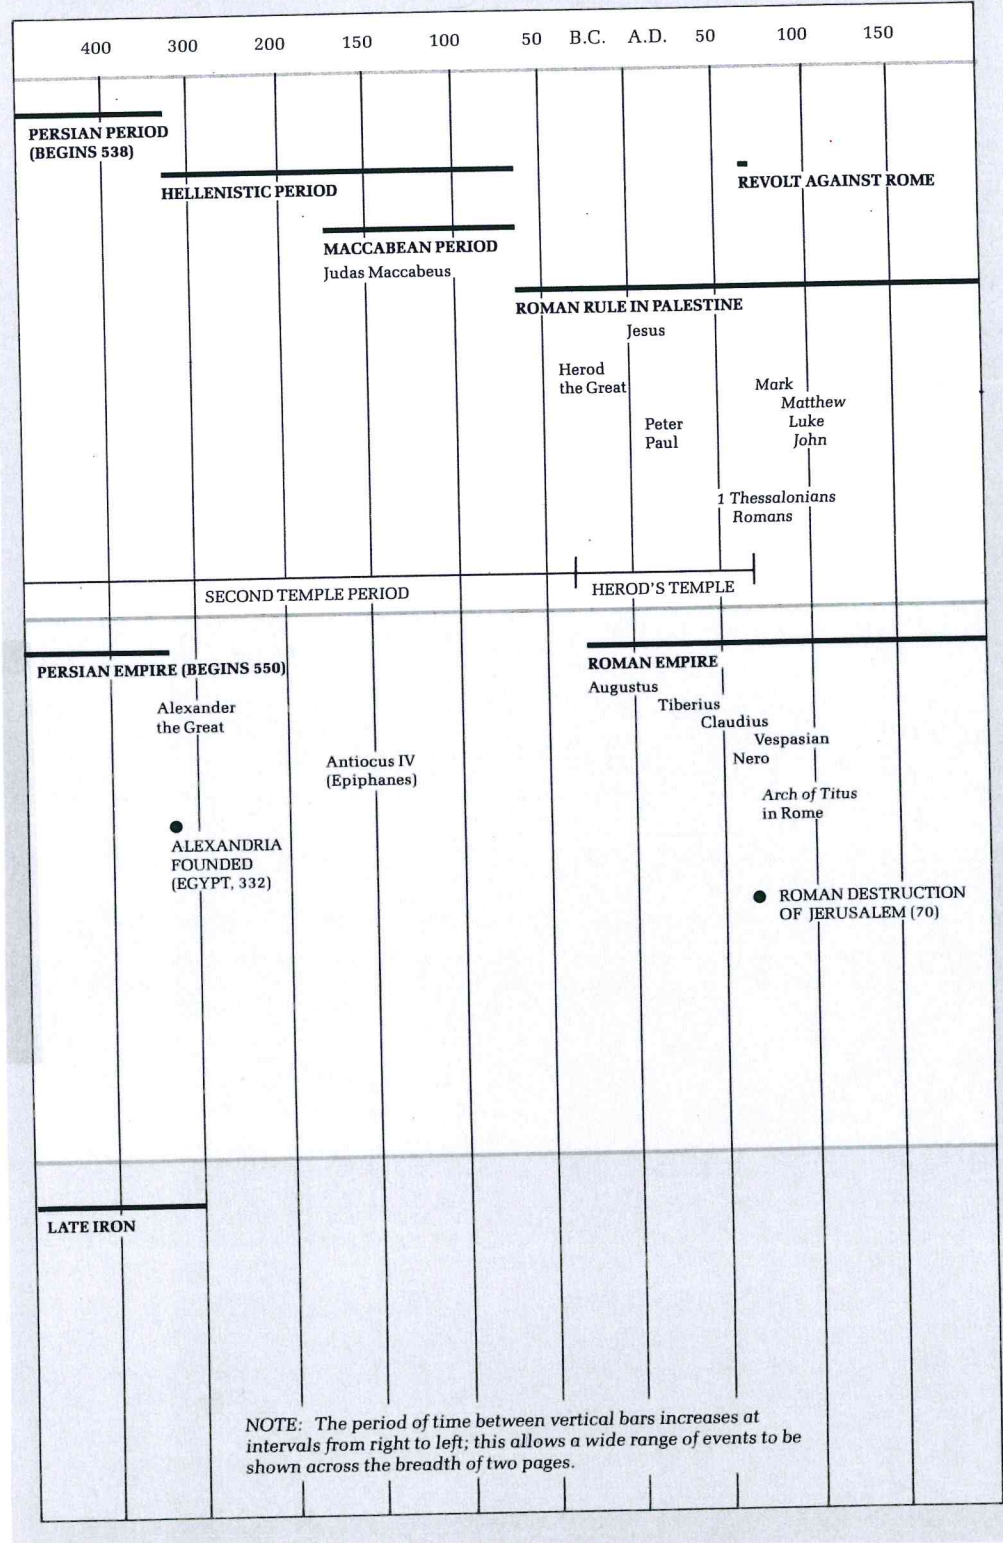 400 300 200 150 100 50 B.C. A.D. 50 100 150
PERSIAN PERIOD
(BEGINS 538)
HELLENISTIC PERIOD
REVOLT AGAINST ROME
MACCABEAN PERIOD
Judas Maccabeus
ROMAN RULE IN PALESTINE
Jesus
Herod
the Great
Mark
Matthew
Luke
John
Peter
Paul
1 Thessalonians
Romans
SECOND TEMPLE PERIOD
HEROD'S TEMPLE
PERSIAN EMPIRE (BEGINS 550)
ROMAN EMPIRE
Augustus
Tiberius
Claudius
Vespasian
Nero
Alexander
the Great
Antiocus IV
(Epiphanes)
Arch of Titus
in Rome
ALEXANDRIA
FOUNDED
(EGYPT, 332)
ROMAN DESTRUCTION
OF JERUSALEM (70)
LATE IRON
NOTE: The period of time between vertical bars increases at
intervals from right to left; this allows a wide range of events to be
shown across the breadth of two pages.